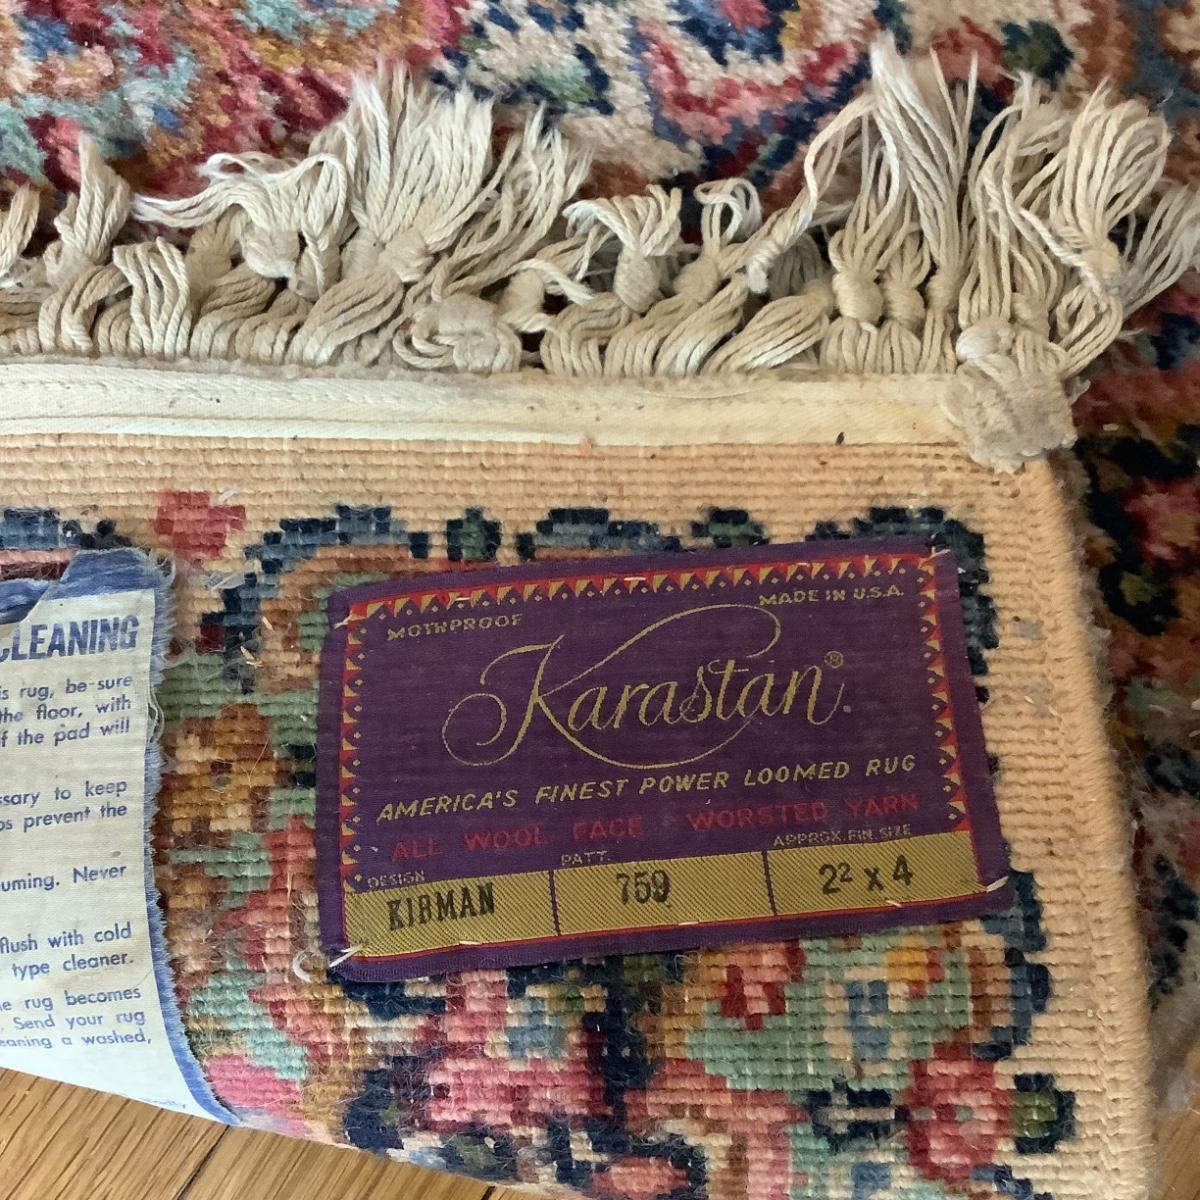 CLEANING
is rug, be sure
the floor, with
f the pad will
ssary to keep
ps prevent the
uming. Never
flush with cold
type cleaner.
he rug becomes
. Send your rug
eaning a washed,
MOTHPROOF
MADE IN U.S.A.
Karastan®
AMERICA'S FINEST POWER LOOMED RUG
ALL WOOL FACE WORSTED YARN
DESIGN PATT. APPROX. FIN. SIZE
KIRMAN 759 2² x 4